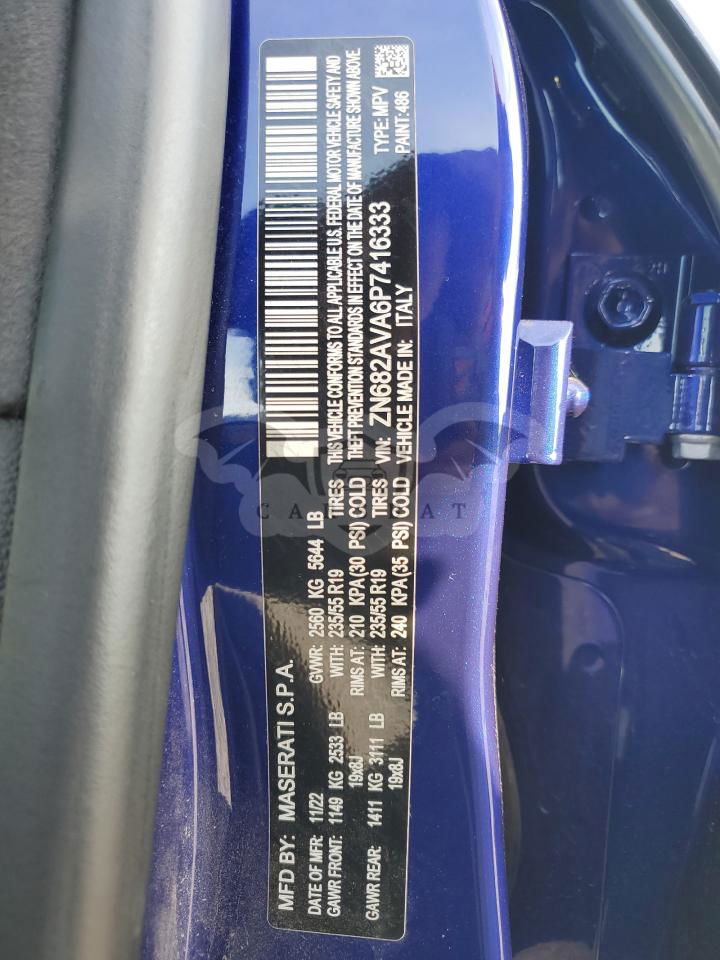 MFD BY: MASERATI S.P.A.
DATE OF MFR: 11/22 GVWR: 2560 KG 5644 LB THIS VEHICLE CONFORMS TO ALL APPLICABLE U.S. FEDERAL MOTOR VEHICLE SAFETY AND
GAWR FRONT: 1149 KG 2533 LB WITH: 235/55 R19 TIRES THEFT PREVENTION STANDARDS IN EFFECT ON THE DATE OF MANUFACTURE SHOWN ABOVE.
19x8J RIMS AT: 210 KPA(30 PSI) COLD
GAWR REAR: 1411 KG 3111 LB WITH: 235/55 R19 TIRES VIN: ZN682AVA6P7416333 TYPE: MPV
19x8J RIMS AT: 240 KPA(35 PSI) COLD VEHICLE MADE IN: ITALY PAINT: 486